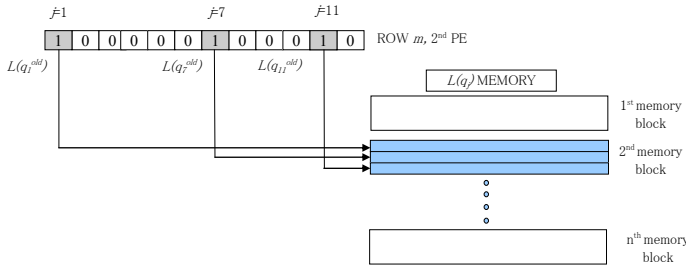 j=1 j=7 j=11
1 0 0 0 0 0 1 0 0 0 1 0 ROW m, 2nd PE
L(q1old) L(q7old) L(q11old)
L(qj) MEMORY
1st memory
block
2nd memory
block
nth memory
block